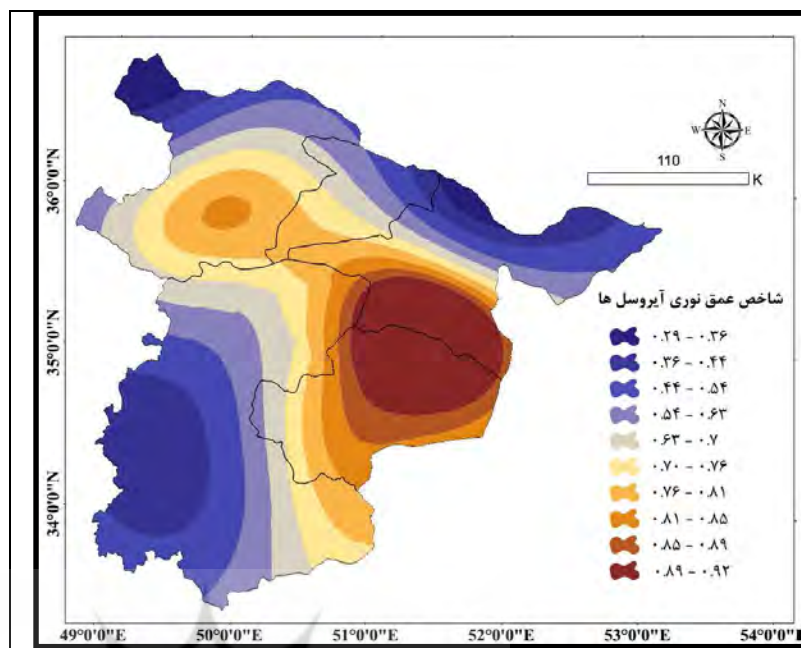 N
W E
S
110
K
36°0'0"N
35°0'0"N
34°0'0"N
شاخص عمق نوری آیروسل ها
۰.۲۹ - ۰.۳۶
۰.۳۶ - ۰.۴۴
۰.۴۴ - ۰.۵۴
۰.۵۴ - ۰.۶۳
۰.۶۳ - ۰.۷
۰.۷۰ - ۰.۷۶
۰.۷۶ - ۰.۸۱
۰.۸۱ - ۰.۸۵
۰.۸۵ - ۰.۸۹
۰.۸۹ - ۰.۹۲
49°0'0"E 50°0'0"E 51°0'0"E 52°0'0"E 53°0'0"E 54°0'0"E